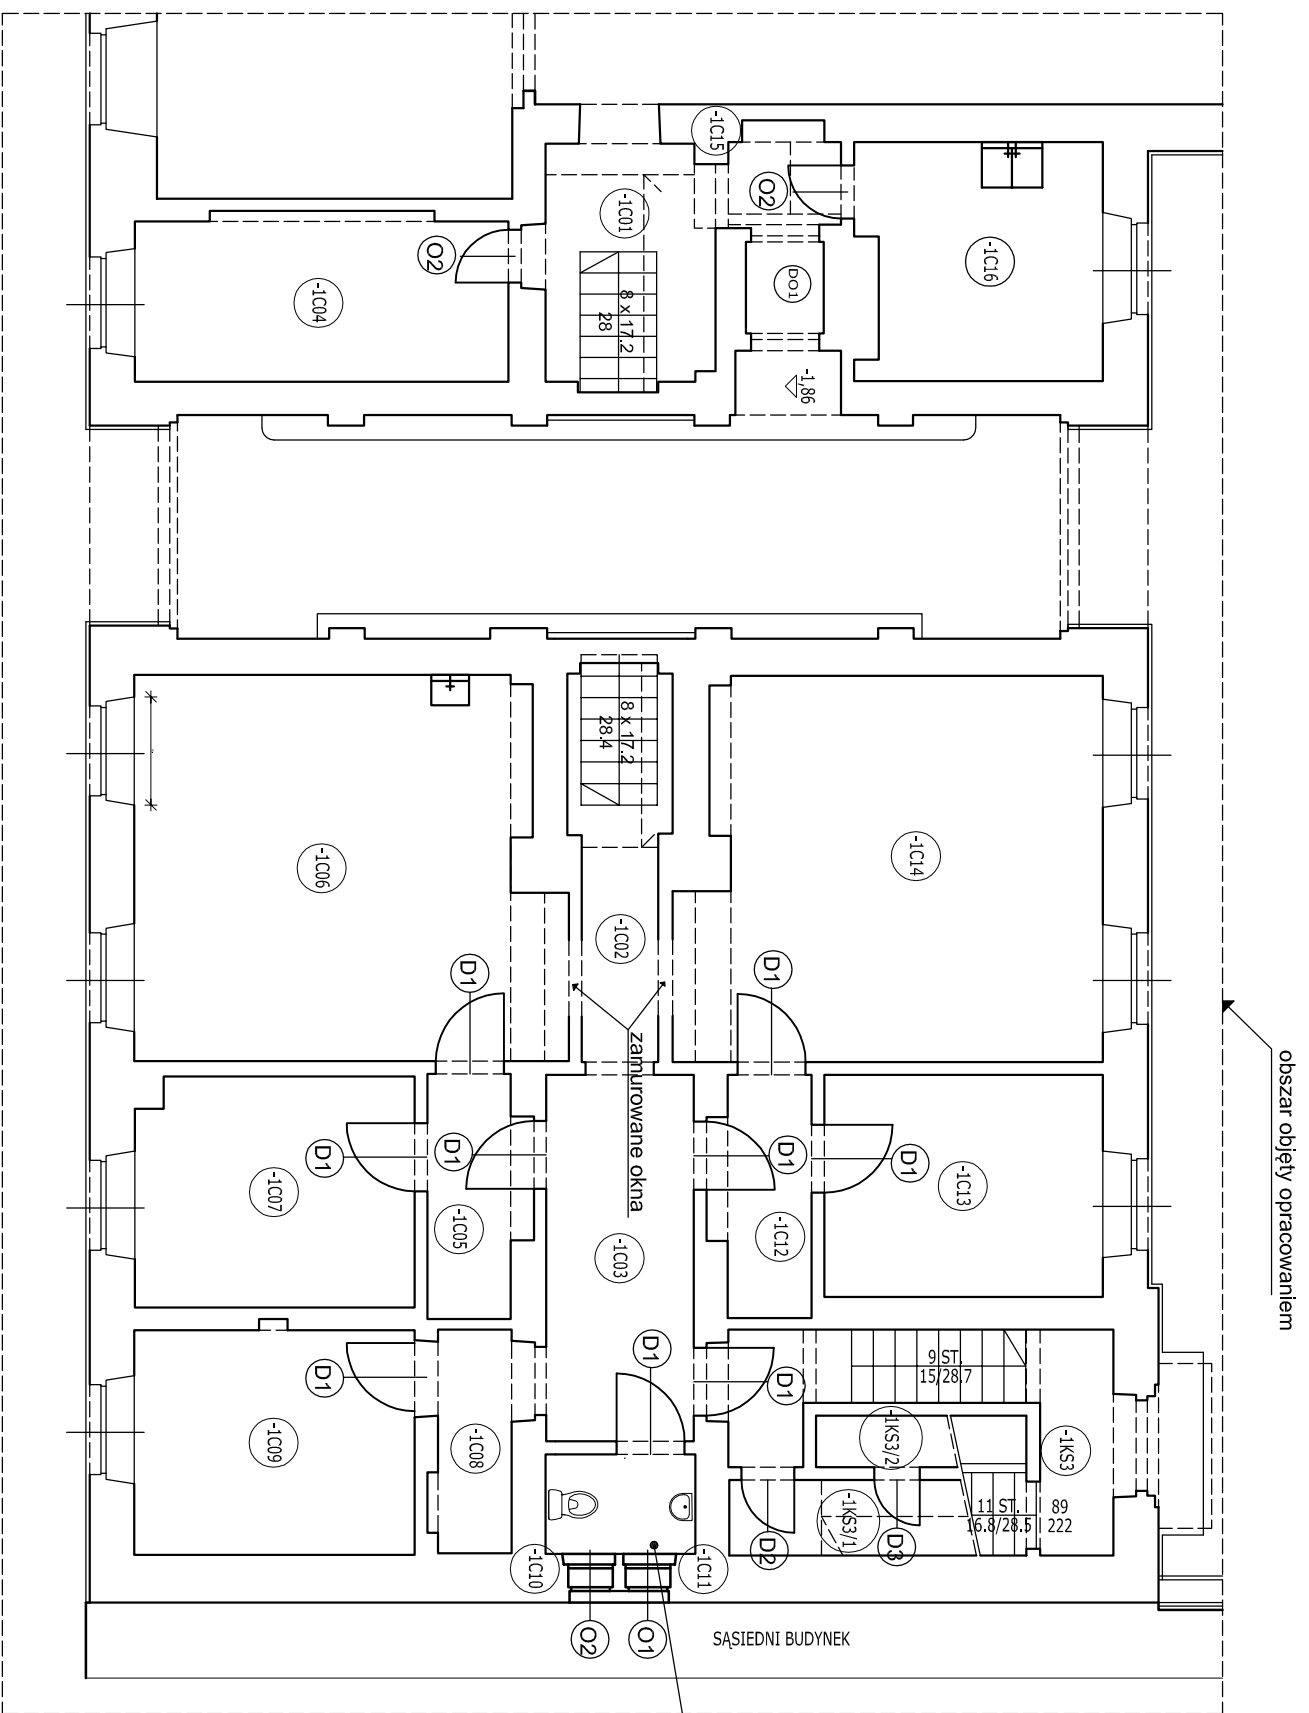 -1C15
O2
-1C01
O2
-1C16
-1C04
DO1
8 x 17.2
28
-1,86
8 x 17.2
28.4
-1C06
-1C14
-1C02
D1
D1
zamurowane okna
obszar objęty opracowaniem
D1
D1
D1
D1
-1C07
-1C05
-1C03
-1C12
-1C13
D1
D1
D1
9 ST.
15/28.7
-1C09
-1C08
-1KS3/2
-1KS3
-1KS3/1
11 ST.
16.8/28.5
89
222
D2
D3
-1C10
-1C11
O2
O1
SĄSIEDNI BUDYNEK